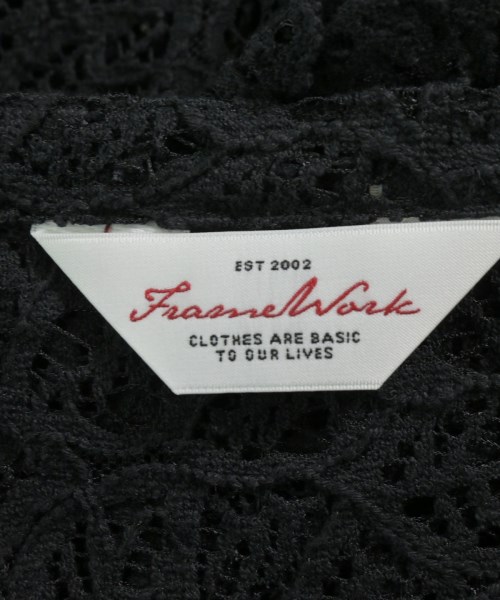 EST 2002
FrameWork
CLOTHES ARE BASIC
TO OUR LIVES